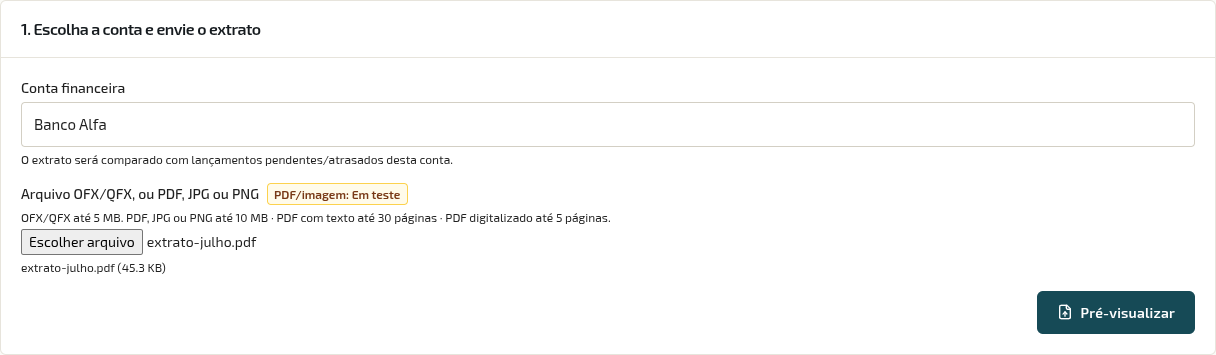 1. Escolha a conta e envie o extrato
Conta financeira
Banco Alfa
O extrato será comparado com lançamentos pendentes/atrasados desta conta.
Arquivo OFX/QFX, ou PDF, JPG ou PNG PDF/imagem: Em teste
OFX/QFX até 5 MB. PDF, JPG ou PNG até 10 MB · PDF com texto até 30 páginas · PDF digitalizado até 5 páginas.
Escolher arquivo extrato-julho.pdf
extrato-julho.pdf (45.3 KB)
Pré-visualizar